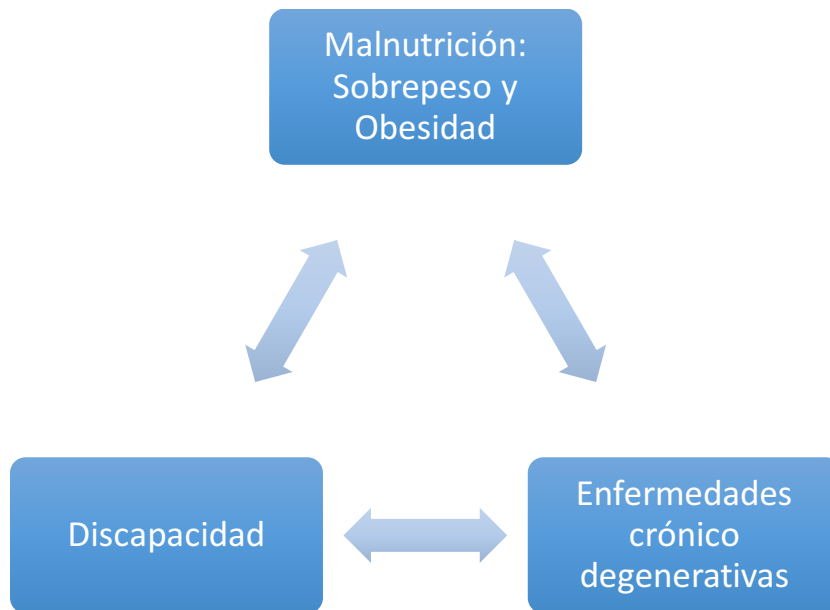 Malnutrición:
Sobrepeso y
Obesidad
Discapacidad
Enfermedades
crónico
degenerativas